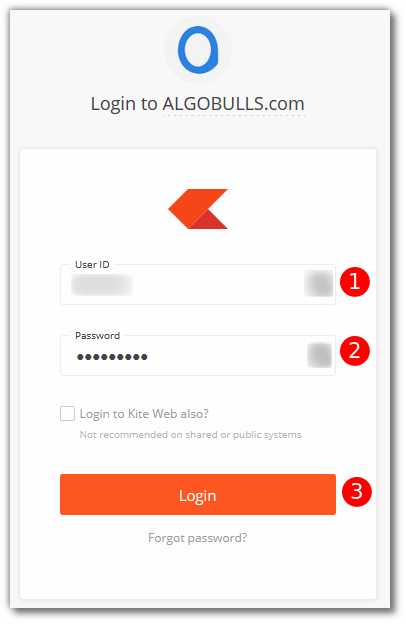 Login to ALGOBULLS.com
User ID
1
Password
•••••••••
2
Login to Kite Web also?
Not recommended on shared or public systems
Login
3
Forgot password?